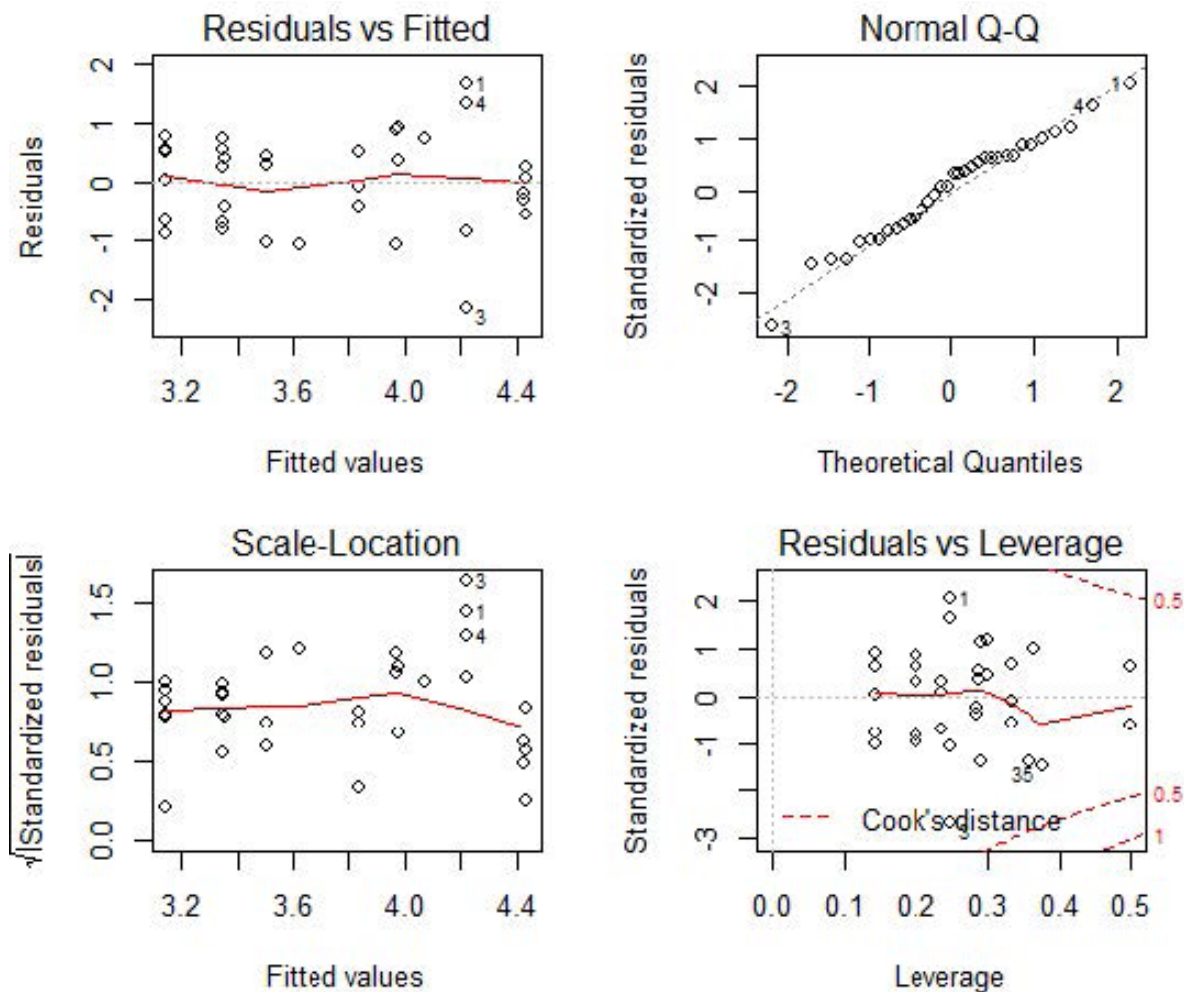 Residuals vs Fitted
Residuals
2
1
0
-1
-2
1
4
3
3.2 3.6 4.0 4.4
Fitted values
Normal Q-Q
Standardized residuals
2
1
0
-1
-2
1
4
3
-2 -1 0 1 2
Theoretical Quantiles
Scale-Location
√|Standardized residuals|
1.5
1.0
0.5
0.0
3
1
4
3.2 3.6 4.0 4.4
Fitted values
Residuals vs Leverage
Standardized residuals
2
1
0
-1
-3
1
35
3
Cook's distance
0.5
0.5
1
0.0 0.1 0.2 0.3 0.4 0.5
Leverage